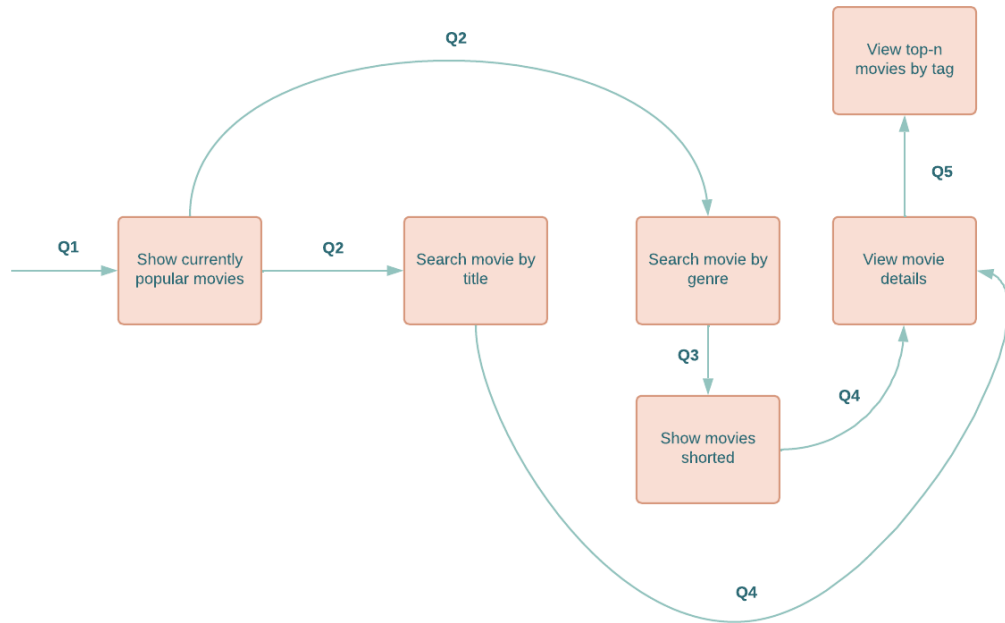 Q2
View top-n
movies by tag
Q5
Q1
Show currently
popular movies
Q2
Search movie by
title
Search movie by
genre
View movie
details
Q3
Q4
Show movies
shorted
Q4